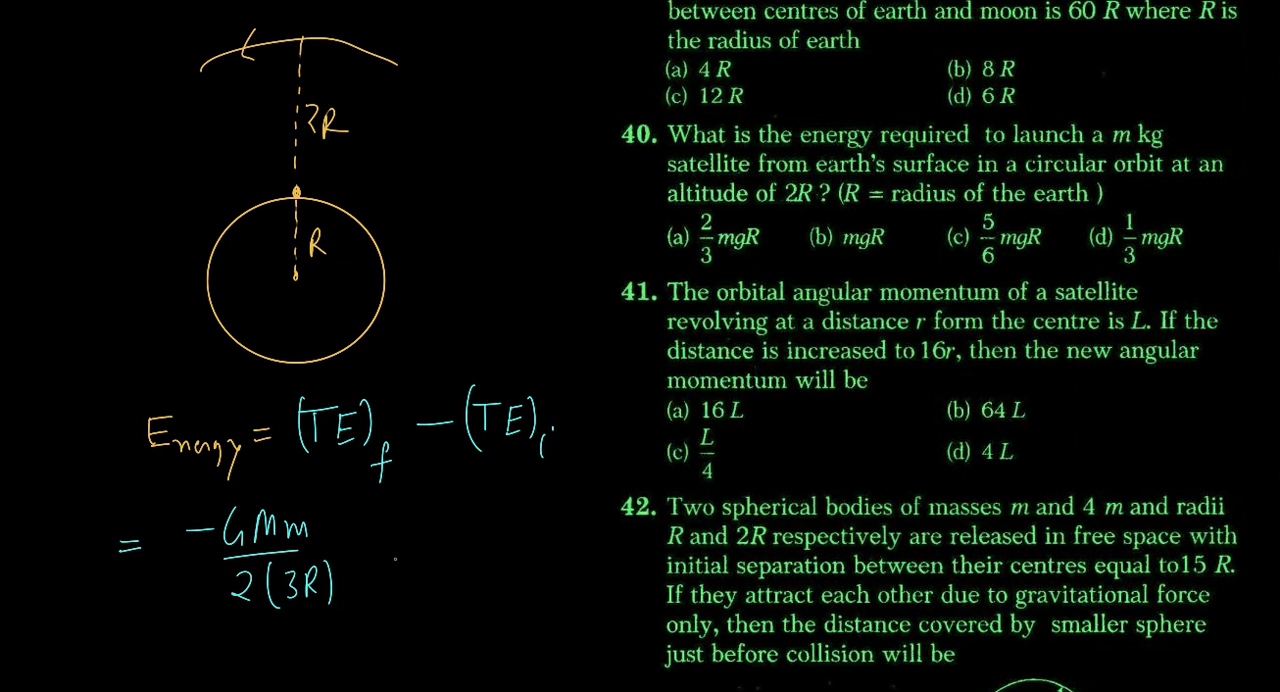 2R
R
Energy = (TE)f − (TE)i
= −GMm / 2(3R)
between centres of earth and moon is 60 R where R is
the radius of earth
(a) 4 R (b) 8 R
(c) 12 R (d) 6 R
40. What is the energy required to launch a m kg
satellite from earth's surface in a circular orbit at an
altitude of 2R ? (R = radius of the earth )
(a) 2/3 mgR (b) mgR (c) 5/6 mgR (d) 1/3 mgR
41. The orbital angular momentum of a satellite
revolving at a distance r form the centre is L. If the
distance is increased to 16r, then the new angular
momentum will be
(a) 16 L (b) 64 L
(c) L/4 (d) 4 L
42. Two spherical bodies of masses m and 4 m and radii
R and 2R respectively are released in free space with
initial separation between their centres equal to15 R.
If they attract each other due to gravitational force
only, then the distance covered by smaller sphere
just before collision will be